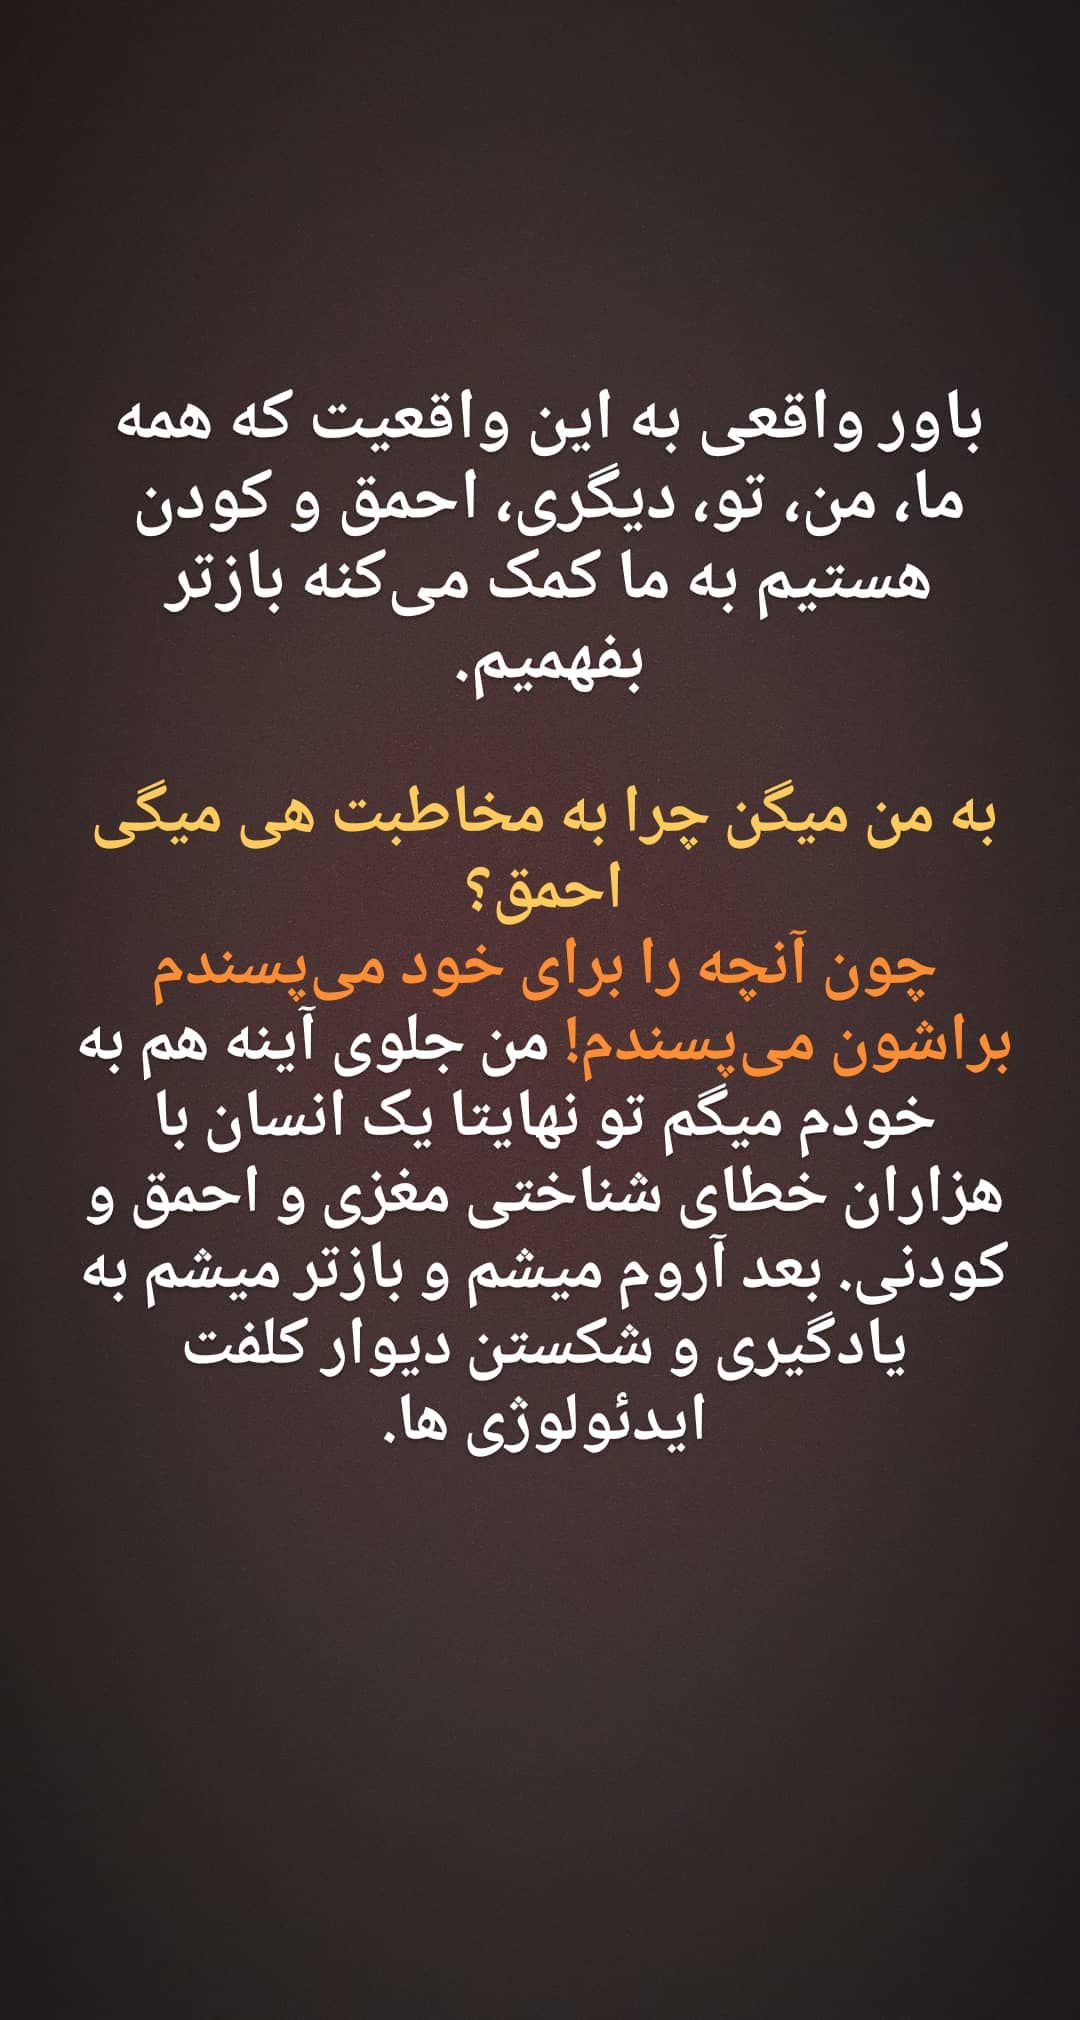 باور واقعی به این واقعیت که همه
ما، من، تو، دیگری، احمق و کودن
هستیم به ما کمک می‌کنه بازتر
بفهمیم.
به من میگن چرا به مخاطبت هی میگی
احمق؟
چون آنچه را برای خود می‌پسندم
براشون می‌پسندم! من جلوی آینه هم به
خودم میگم تو نهایتا یک انسان با
هزاران خطای شناختی مغزی و احمق و
کودنی. بعد آروم میشم و بازتر میشم به
یادگیری و شکستن دیوار کلفت
ایدئولوژی ها.